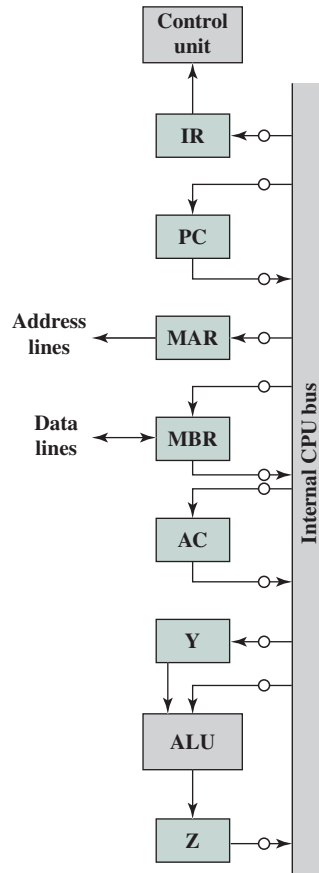 Control
unit
IR
PC
Address
lines
MAR
Data
lines
MBR
AC
Y
ALU
Z
Internal CPU bus